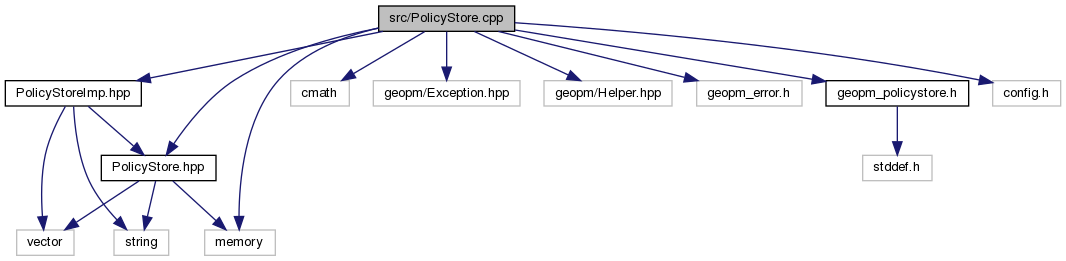 src/PolicyStore.cpp
PolicyStoreImp.hpp
cmath
geopm/Exception.hpp
geopm/Helper.hpp
geopm_error.h
geopm_policystore.h
config.h
PolicyStore.hpp
stddef.h
vector
string
memory